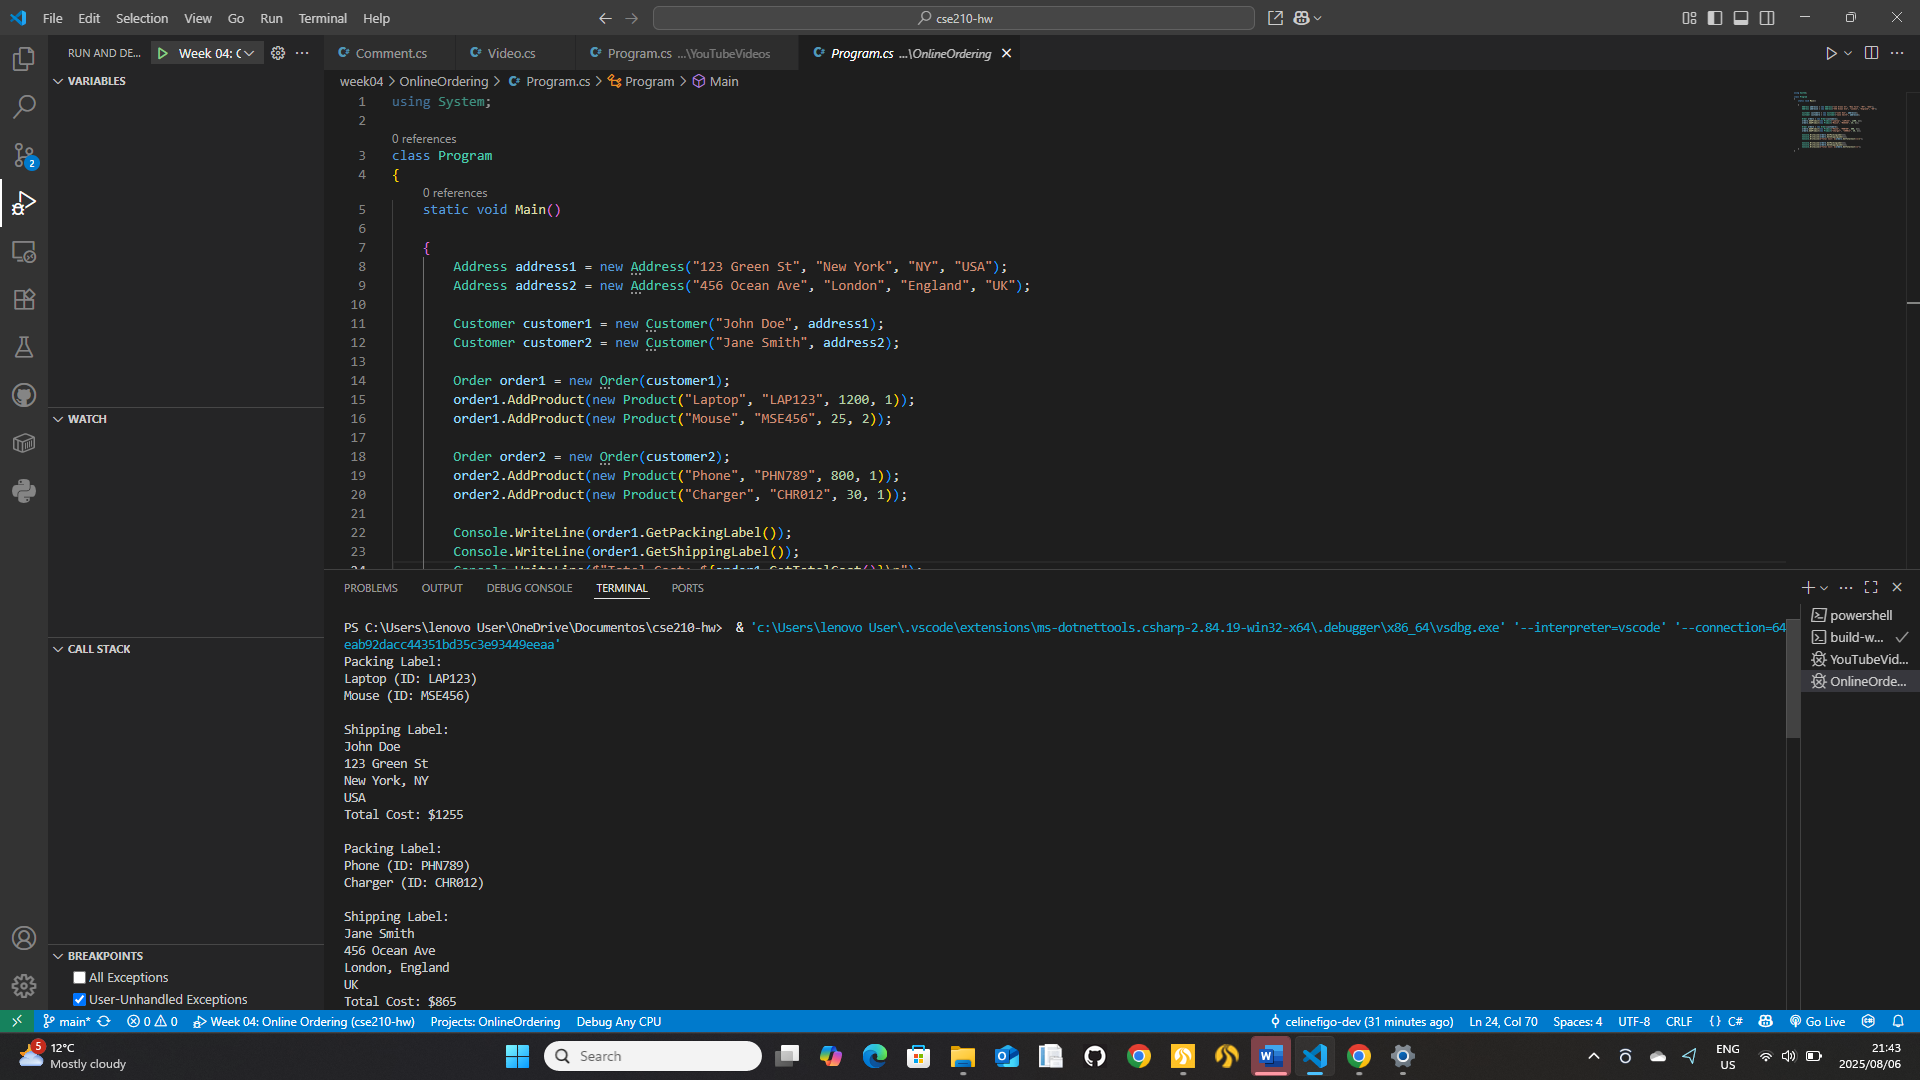 File Edit Selection View Go Run Terminal Help
cse210-hw
RUN AND DE... Week 04: C
Comment.cs Video.cs Program.cs ...\YouTubeVideos Program.cs ...\OnlineOrdering
week04 > OnlineOrdering > Program.cs > Program > Main
VARIABLES
WATCH
CALL STACK
BREAKPOINTS
All Exceptions
User-Unhandled Exceptions
2
1 using System;
2
0 references
3 class Program
4 {
0 references
5 static void Main()
6
7 {
8 Address address1 = new Address("123 Green St", "New York", "NY", "USA");
9 Address address2 = new Address("456 Ocean Ave", "London", "England", "UK");
10
11 Customer customer1 = new Customer("John Doe", address1);
12 Customer customer2 = new Customer("Jane Smith", address2);
13
14 Order order1 = new Order(customer1);
15 order1.AddProduct(new Product("Laptop", "LAP123", 1200, 1));
16 order1.AddProduct(new Product("Mouse", "MSE456", 25, 2));
17
18 Order order2 = new Order(customer2);
19 order2.AddProduct(new Product("Phone", "PHN789", 800, 1));
20 order2.AddProduct(new Product("Charger", "CHR012", 30, 1));
21
22 Console.WriteLine(order1.GetPackingLabel());
23 Console.WriteLine(order1.GetShippingLabel());
24 Console.WriteLine($"Total Cost: ${order1.GetTotalCost()}\n");
PROBLEMS OUTPUT DEBUG CONSOLE TERMINAL PORTS
PS C:\Users\lenovo User\OneDrive\Documentos\cse210-hw> & 'c:\Users\lenovo User\.vscode\extensions\ms-dotnettools.csharp-2.84.19-win32-x64\.debugger\x86_64\vsdbg.exe' '--interpreter=vscode' '--connection=64
eab92dacc44351bd35c3e93449eeaa'
Packing Label:
Laptop (ID: LAP123)
Mouse (ID: MSE456)
Shipping Label:
John Doe
123 Green St
New York, NY
USA
Total Cost: $1255
Packing Label:
Phone (ID: PHN789)
Charger (ID: CHR012)
Shipping Label:
Jane Smith
456 Ocean Ave
London, England
UK
Total Cost: $865
powershell
build-w...
YouTubeVid...
OnlineOrde...
main* 0 0 Week 04: Online Ordering (cse210-hw) Projects: OnlineOrdering Debug Any CPU
celinefigo-dev (31 minutes ago) Ln 24, Col 70 Spaces: 4 UTF-8 CRLF {} C# Go Live
5
12°C
Mostly cloudy
Search
ENG
US
21:43
2025/08/06